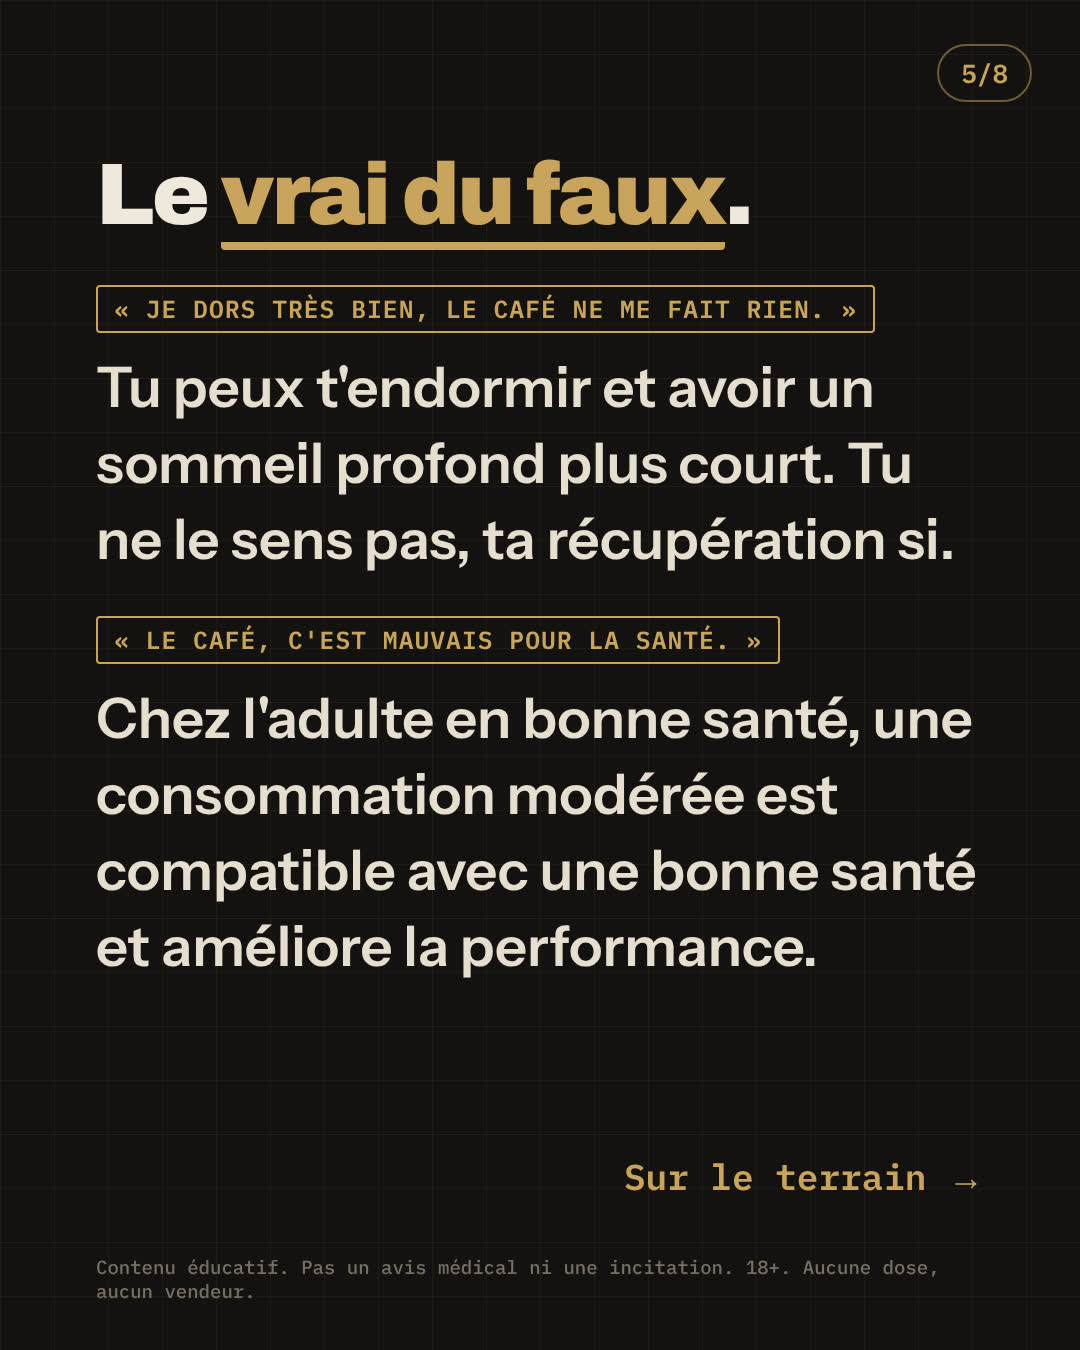 5/8
Le vrai du faux.
« JE DORS TRÈS BIEN, LE CAFÉ NE ME FAIT RIEN. »
Tu peux t'endormir et avoir un
sommeil profond plus court. Tu
ne le sens pas, ta récupération si.
« LE CAFÉ, C'EST MAUVAIS POUR LA SANTÉ. »
Chez l'adulte en bonne santé, une
consommation modérée est
compatible avec une bonne santé
et améliore la performance.
Sur le terrain →
Contenu éducatif. Pas un avis médical ni une incitation. 18+. Aucune dose,
aucun vendeur.